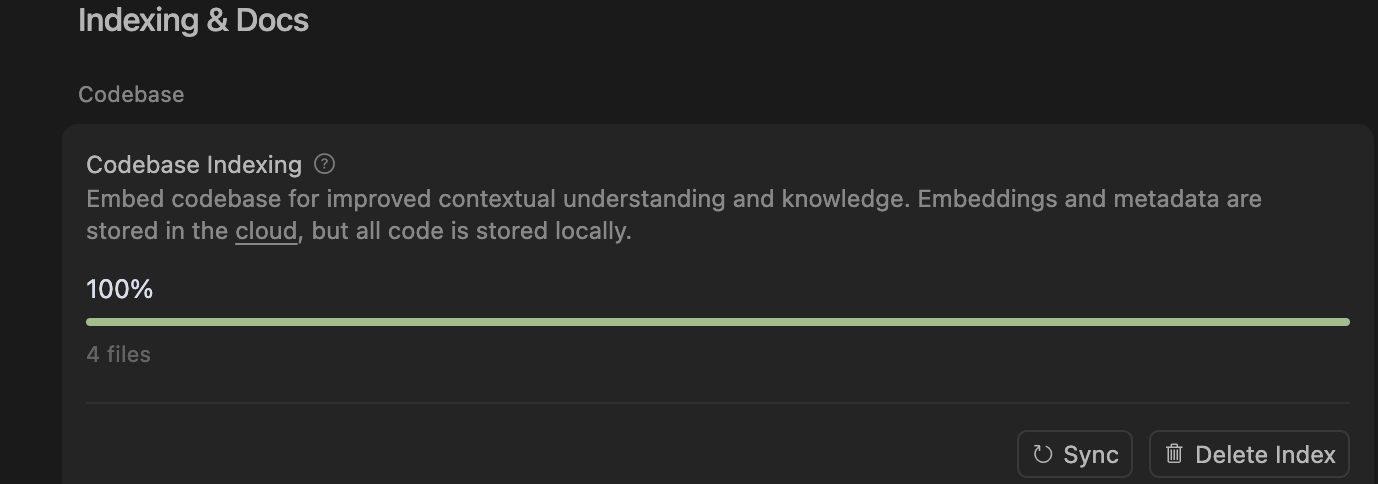 Indexing & Docs
Codebase
Codebase Indexing ?
Embed codebase for improved contextual understanding and knowledge. Embeddings and metadata are
stored in the cloud, but all code is stored locally.
100%
4 files
Sync Delete Index